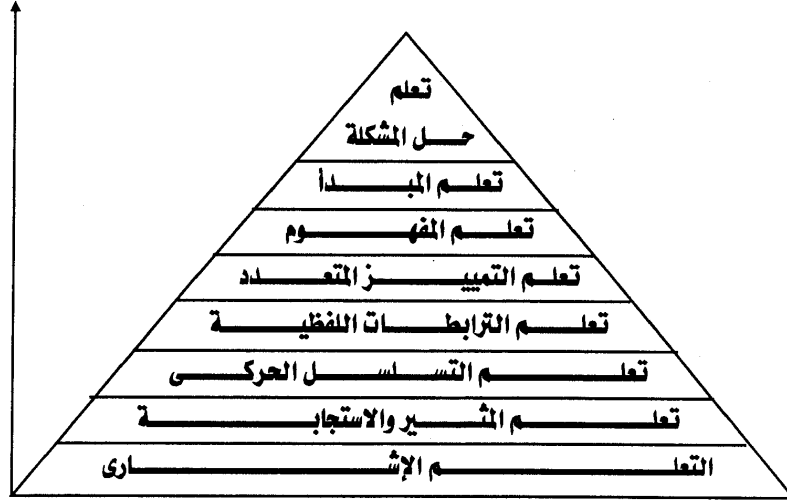 تعلم
حل المشكلة
تعلم المبدأ
تعلم المفهوم
تعلم التمييز المتعدد
تعلم الترابطات اللفظية
تعلم التسلسل الحركى
تعلم المثير والاستجابة
التعلم الإشارى